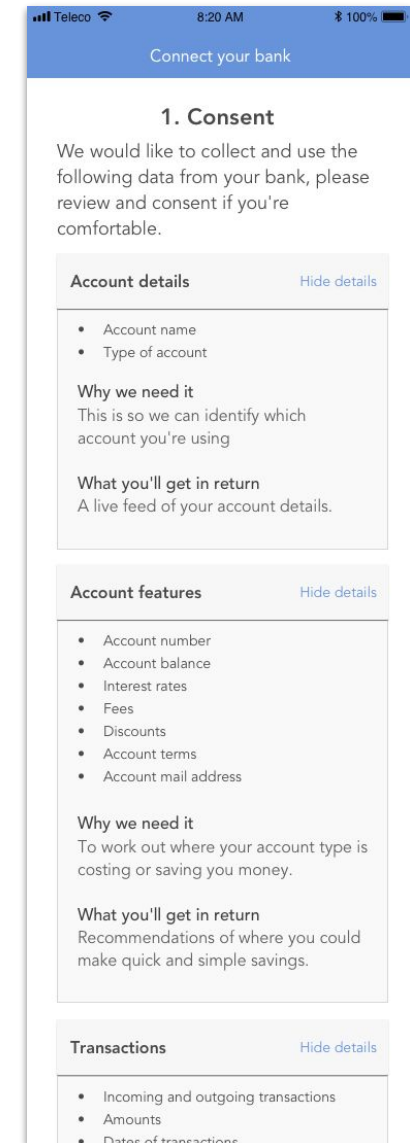 Teleco 8:20 AM 100%
Connect your bank
1. Consent
We would like to collect and use the
following data from your bank, please
review and consent if you're
comfortable.
Account details Hide details
• Account name
• Type of account
Why we need it
This is so we can identify which
account you're using
What you'll get in return
A live feed of your account details.
Account features Hide details
• Account number
• Account balance
• Interest rates
• Fees
• Discounts
• Account terms
• Account mail address
Why we need it
To work out where your account type is
costing or saving you money.
What you'll get in return
Recommendations of where you could
make quick and simple savings.
Transactions Hide details
• Incoming and outgoing transactions
• Amounts
• Dates of transactions